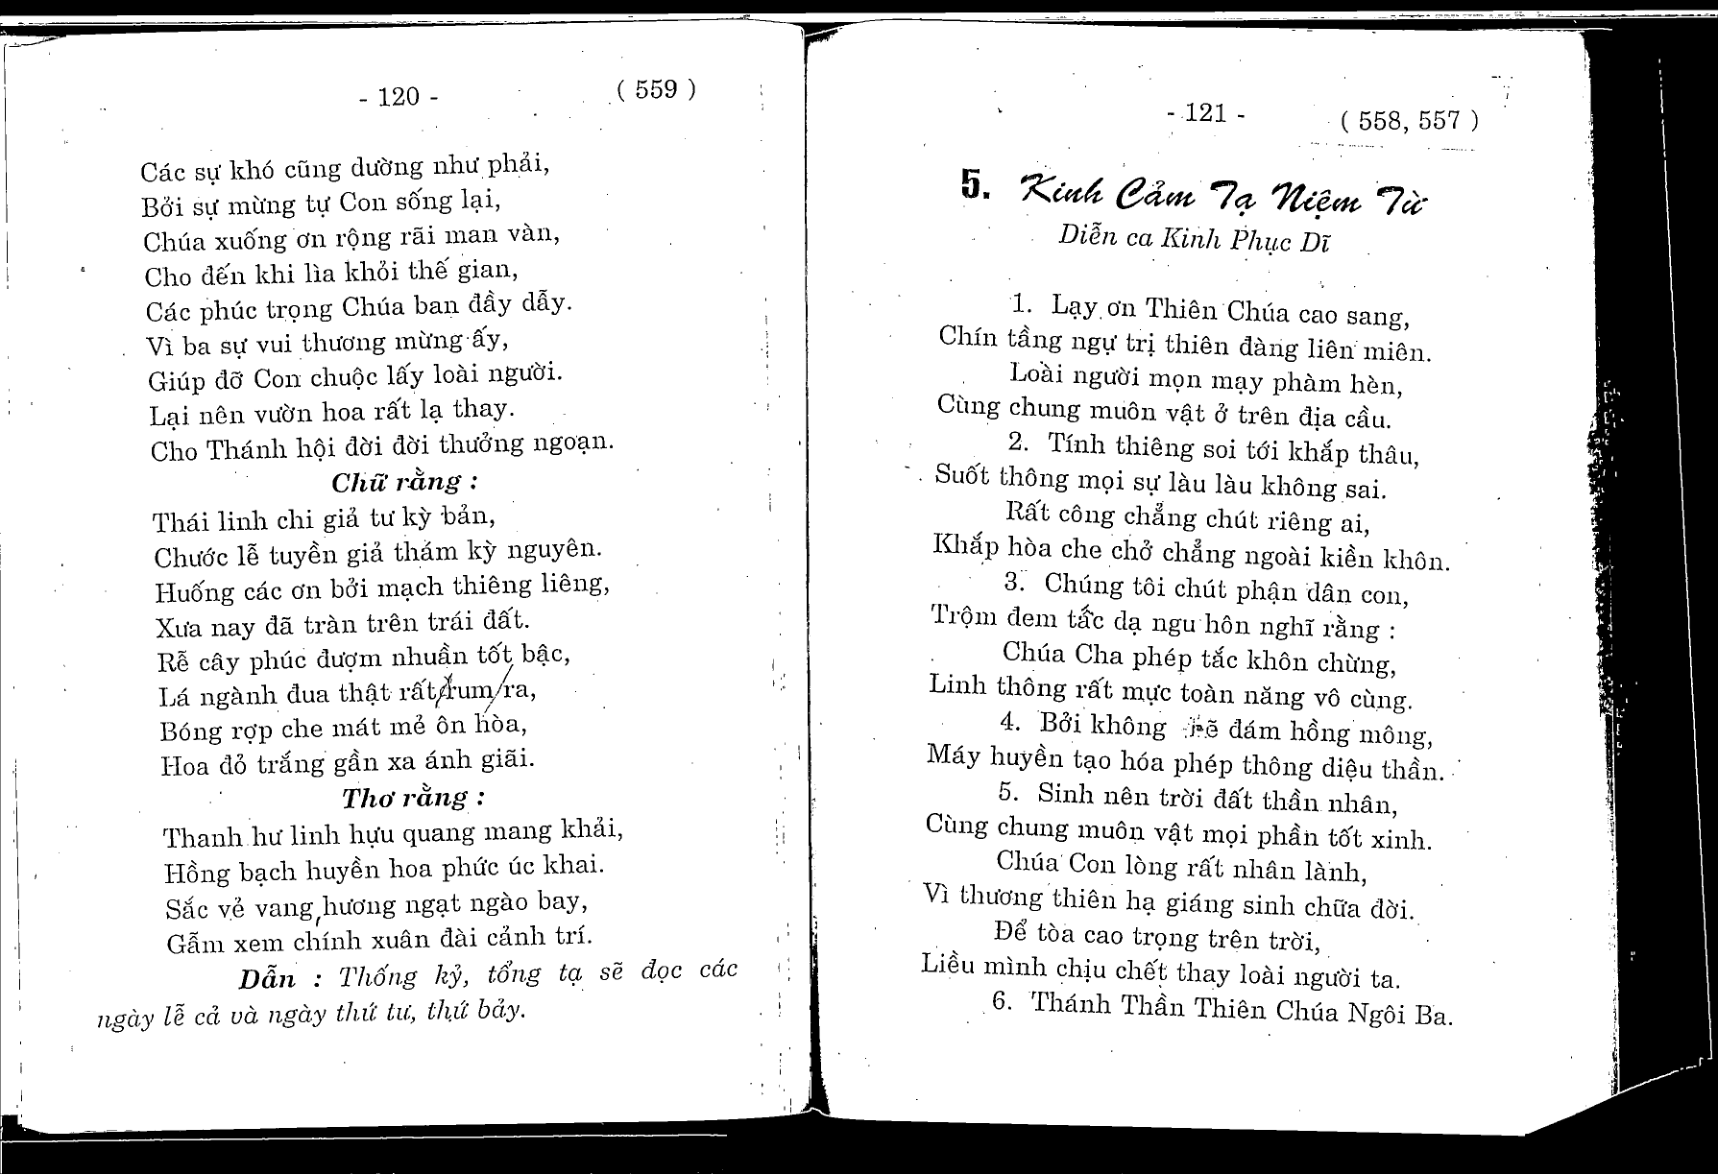 - 120 -
( 559 )
Các sự khó cũng dường như phải,
Bởi sự mừng tự Con sống lại,
Chúa xuống ơn rộng rãi man vàn,
Cho đến khi lìa khỏi thế gian,
Các phúc trọng Chúa ban đầy dẫy.
Vì ba sự vui thương mừng ấy,
Giúp đỡ Con chuộc lấy loài người.
Lại nên vườn hoa rất lạ thay.
Cho Thánh hội đời đời thưởng ngoạn.
Chữ rằng :
Thái linh chi giả tư kỳ bản,
Chước lễ tuyền giả thám kỳ nguyên.
Huống các ơn bởi mạch thiêng liêng,
Xưa nay đã tràn trên trái đất.
Rễ cây phúc đượm nhuần tốt bậc,
Lá ngành đua thật rất rum ra,
Bóng rợp che mát mẻ ôn hòa,
Hoa đỏ trắng gần xa ánh giãi.
Thơ rằng :
Thanh hư linh hựu quang mang khải,
Hồng bạch huyền hoa phức úc khai.
Sắc vẻ vang, hương ngạt ngào bay,
Gẫm xem chính xuân đài cảnh trí.
Dẫn : Thống kỷ, tổng tạ sẽ đọc các
ngày lễ cả và ngày thứ tư, thứ bảy.
- 121 -
( 558, 557 )
5. Kinh Cảm Tạ Niệm Từ
Diễn ca Kinh Phục Dĩ
1. Lạy ơn Thiên Chúa cao sang,
Chín tầng ngự trị thiên đàng liên miên.
Loài người mọn mạy phàm hèn,
Cùng chung muôn vật ở trên địa cầu.
2. Tính thiêng soi tới khắp thâu,
Suốt thông mọi sự làu làu không sai.
Rất công chẳng chút riêng ai,
Khắp hòa che chở chẳng ngoài kiền khôn.
3. Chúng tôi chút phận dân con,
Trộm đem tấc dạ ngu hôn nghĩ rằng :
Chúa Cha phép tắc khôn chừng,
Linh thông rất mực toàn năng vô cùng.
4. Bởi không đám hồng mông,
Máy huyền tạo hóa phép thông diệu thần.
5. Sinh nên trời đất thần nhân,
Cùng chung muôn vật mọi phần tốt xinh.
Chúa Con lòng rất nhân lành,
Vì thương thiên hạ giáng sinh chữa đời.
Để tòa cao trọng trên trời,
Liều mình chịu chết thay loài người ta.
6. Thánh Thần Thiên Chúa Ngôi Ba.